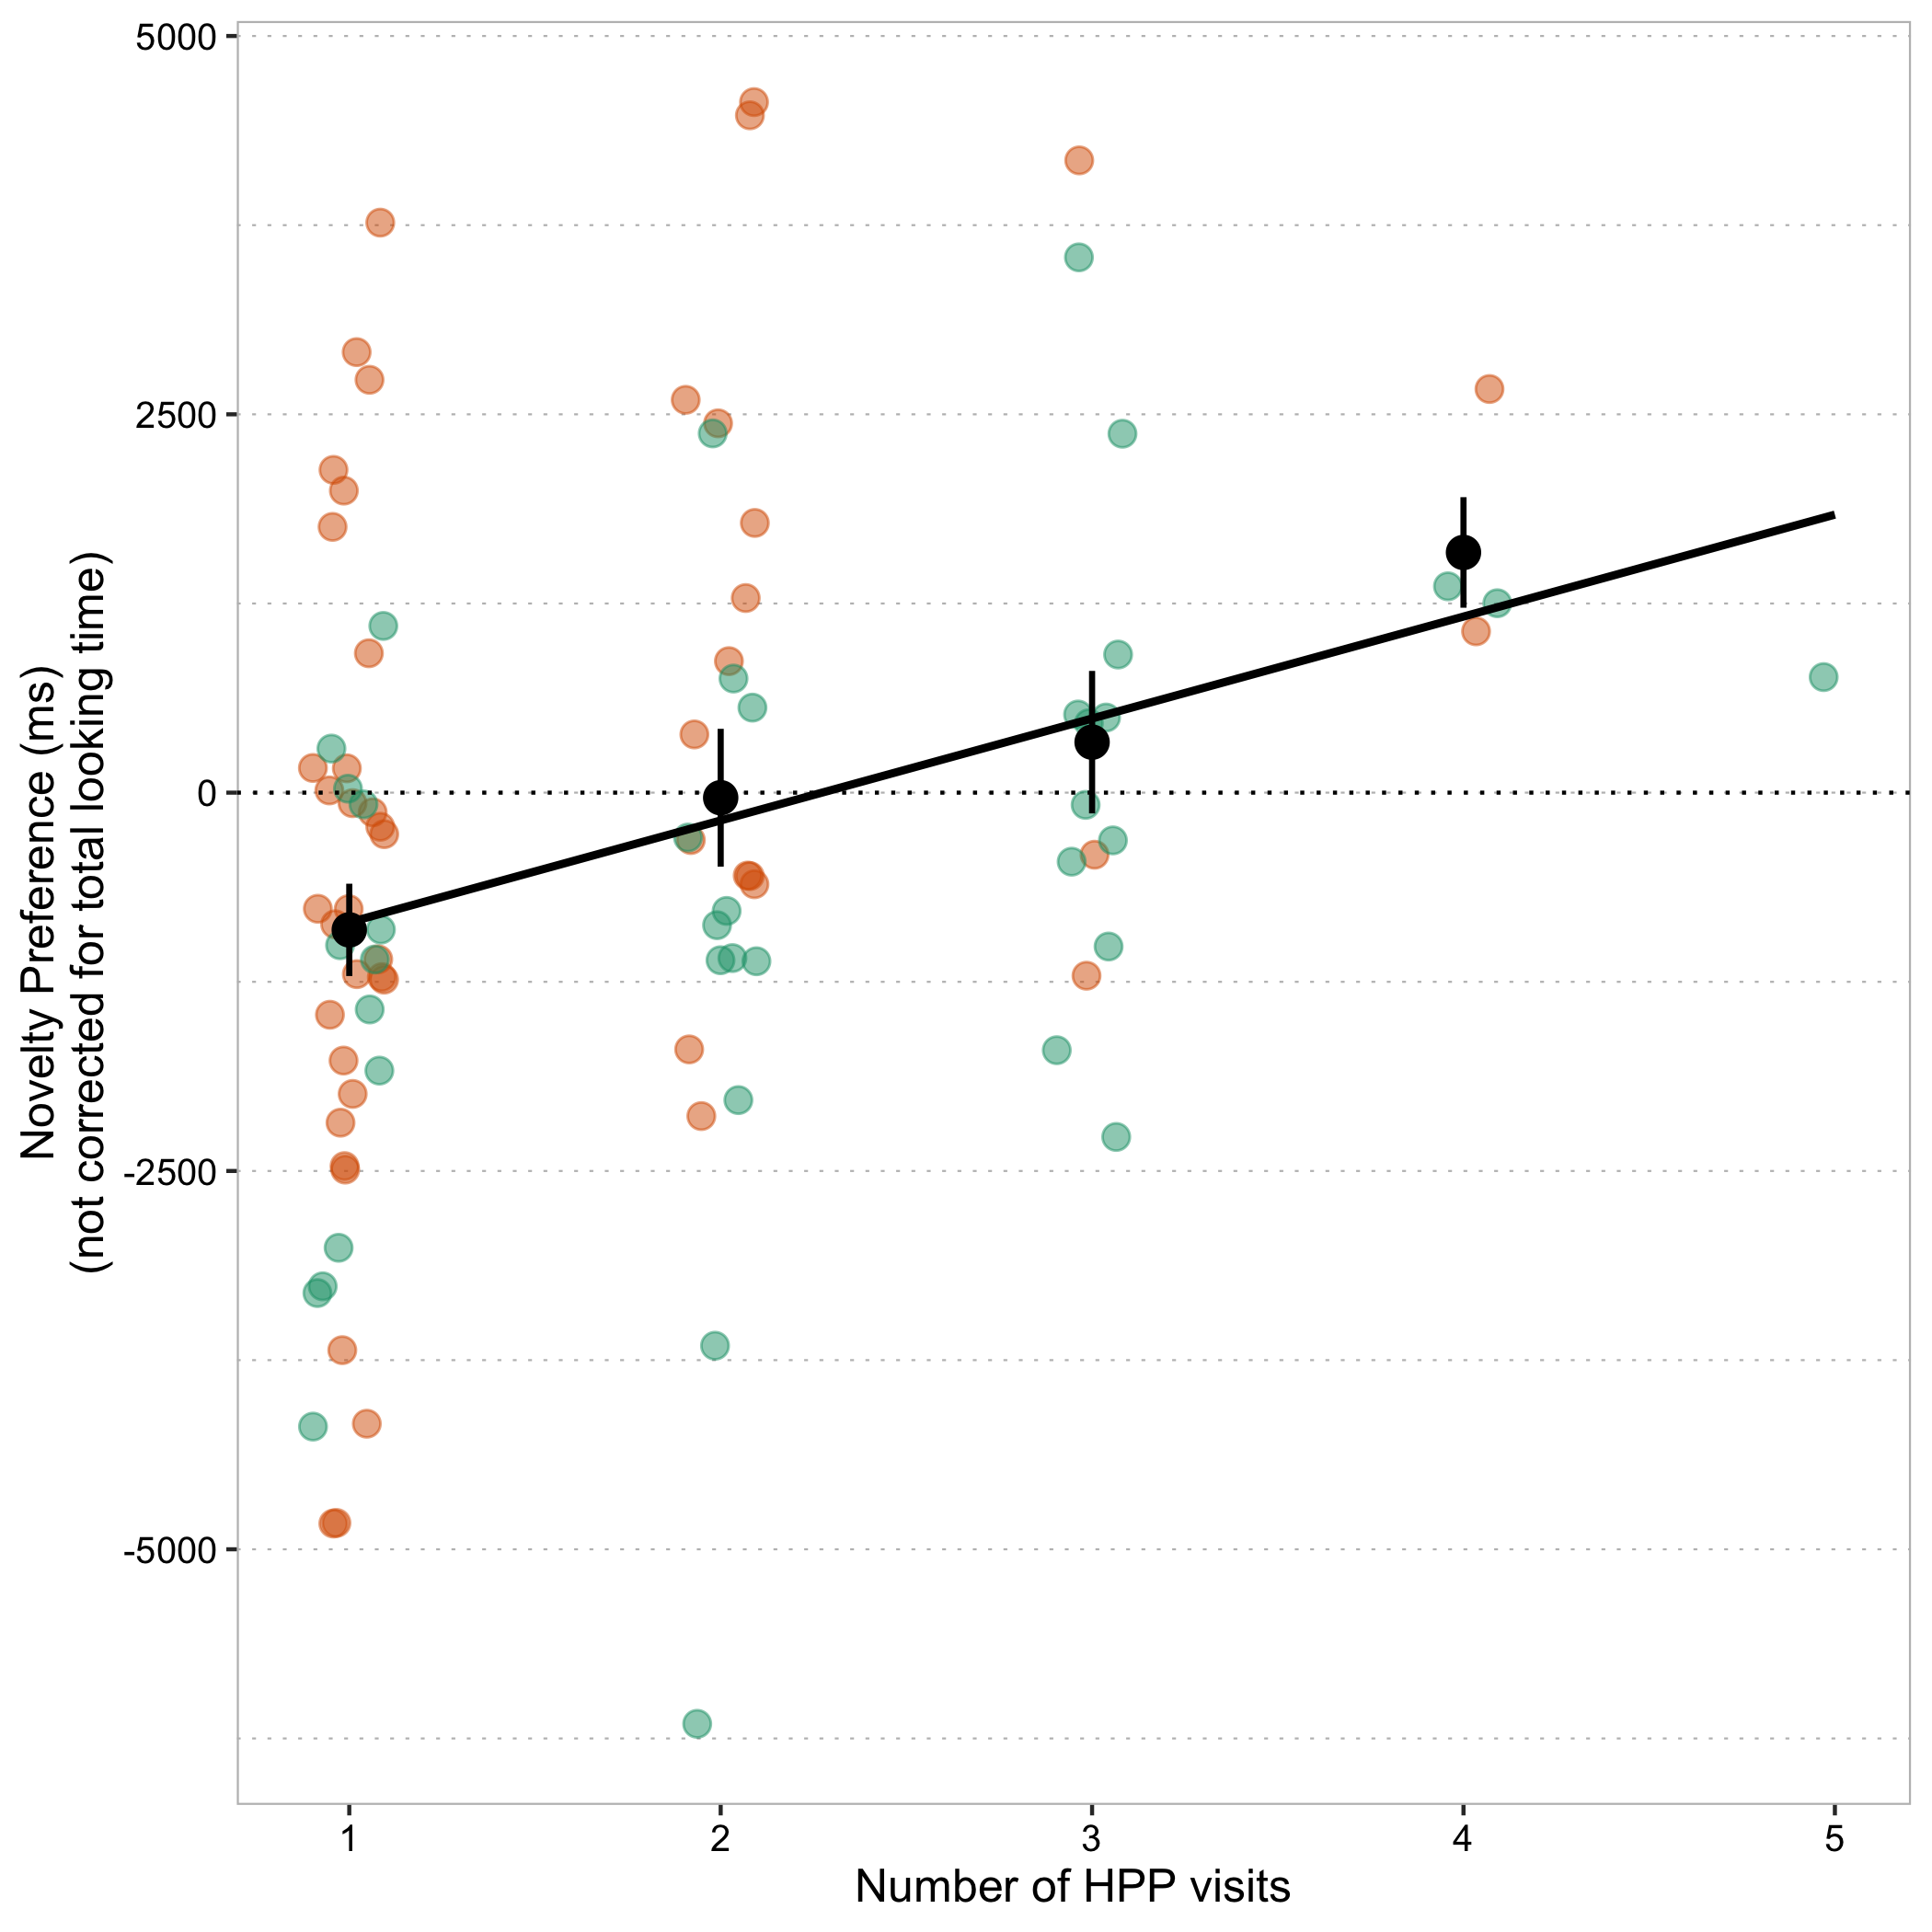 Novelty Preference (ms)
(not corrected for total looking time)
5000
2500
0
-2500
-5000
1 2 3 4 5
Number of HPP visits